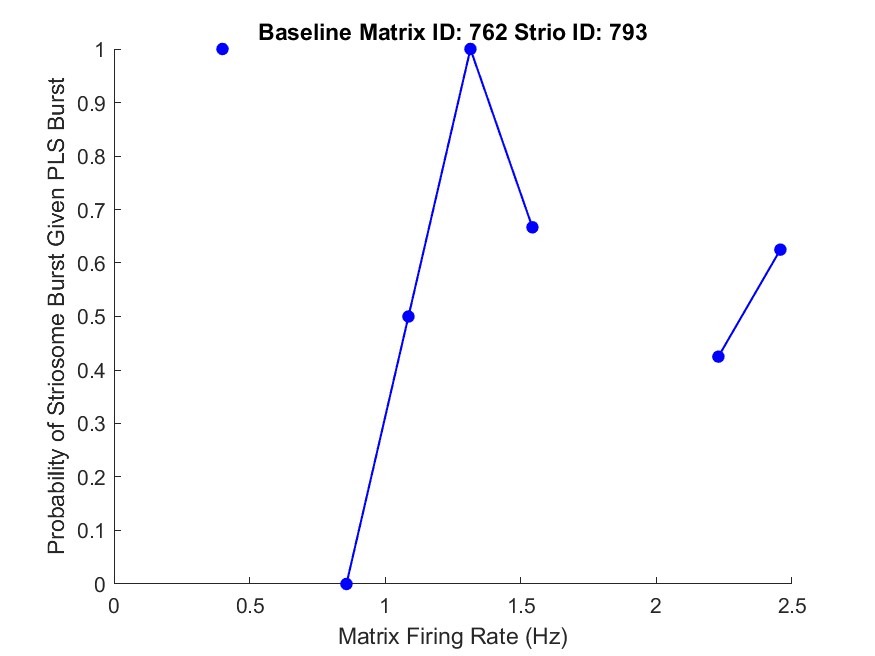 Baseline Matrix ID: 762 Strio ID: 793
Probability of Striosome Burst Given PLS Burst
1
0.9
0.8
0.7
0.6
0.5
0.4
0.3
0.2
0.1
0
0 0.5 1 1.5 2 2.5
Matrix Firing Rate (Hz)